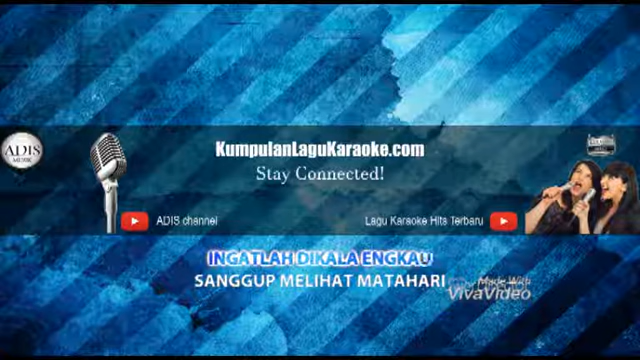 KumpulanLaguKaraoke.com
Stay Connected!
ADIS
MUSIK
ADIS channel
Lagu Karaoke Hits Terbaru
INGATLAH DIKALA ENGKAU
SANGGUP MELIHAT MATAHARI
Made With
VivaVideo